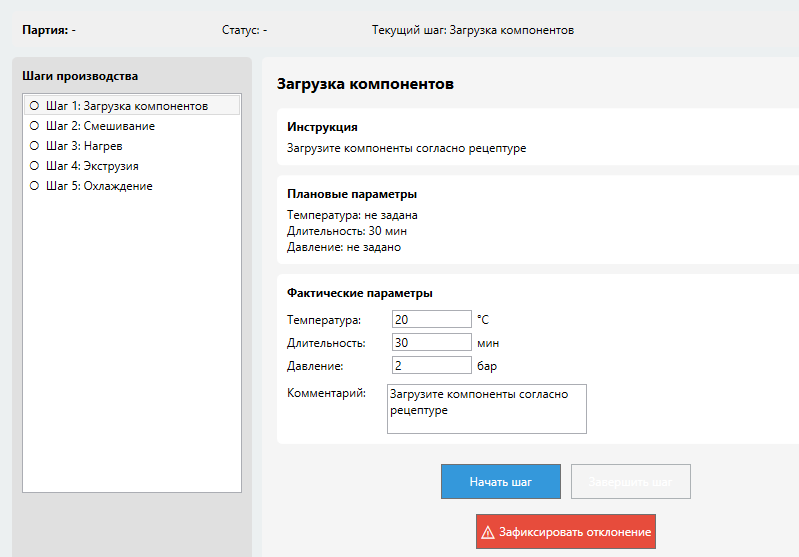 Партия: - Статус: - Текущий шаг: Загрузка компонентов
Шаги производства
Шаг 1: Загрузка компонентов
Шаг 2: Смешивание
Шаг 3: Нагрев
Шаг 4: Экструзия
Шаг 5: Охлаждение
Загрузка компонентов
Инструкция
Загрузите компоненты согласно рецептуре
Плановые параметры
Температура: не задана
Длительность: 30 мин
Давление: не задано
Фактические параметры
Температура: 20 °C
Длительность: 30 мин
Давление: 2 бар
Комментарий: Загрузите компоненты согласно
рецептуре
Начать шаг Завершить шаг
Зафиксировать отклонение